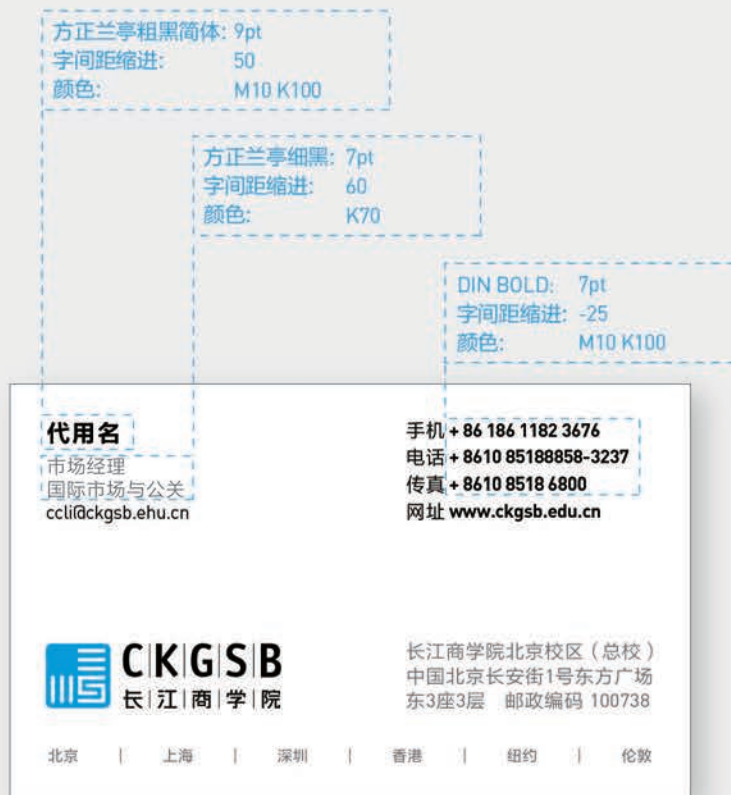 方正兰亭粗黑简体: 9pt
字间距缩进: 50
颜色: M10 K100
方正兰亭细黑: 7pt
字间距缩进: 60
颜色: K70
DIN BOLD: 7pt
字间距缩进: -25
颜色: M10 K100
代用名
市场经理
国际市场与公关
ccli@ckgsb.ehu.cn
手机 + 86 186 1182 3676
电话 + 8610 85188858-3237
传真 + 8610 8518 6800
网址 www.ckgsb.edu.cn
C|K|G|S|B
长|江|商|学|院
长江商学院北京校区（总校）
中国北京长安街1号东方广场
东3座3层 邮政编码 100738
北京 | 上海 | 深圳 | 香港 | 纽约 | 伦敦